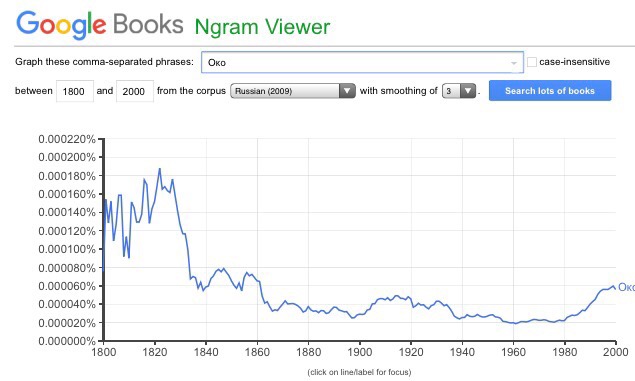 Google Books Ngram Viewer
Graph these comma-separated phrases: Око case-insensitive
between 1800 and 2000 from the corpus Russian (2009) with smoothing of 3 . Search lots of books
0.000220%
0.000200%
0.000180%
0.000160%
0.000140%
0.000120%
0.000100%
0.000080%
0.000060%
0.000040%
0.000020%
0.000000%
Око
1800 1820 1840 1860 1880 1900 1920 1940 1960 1980 2000
(click on line/label for focus)